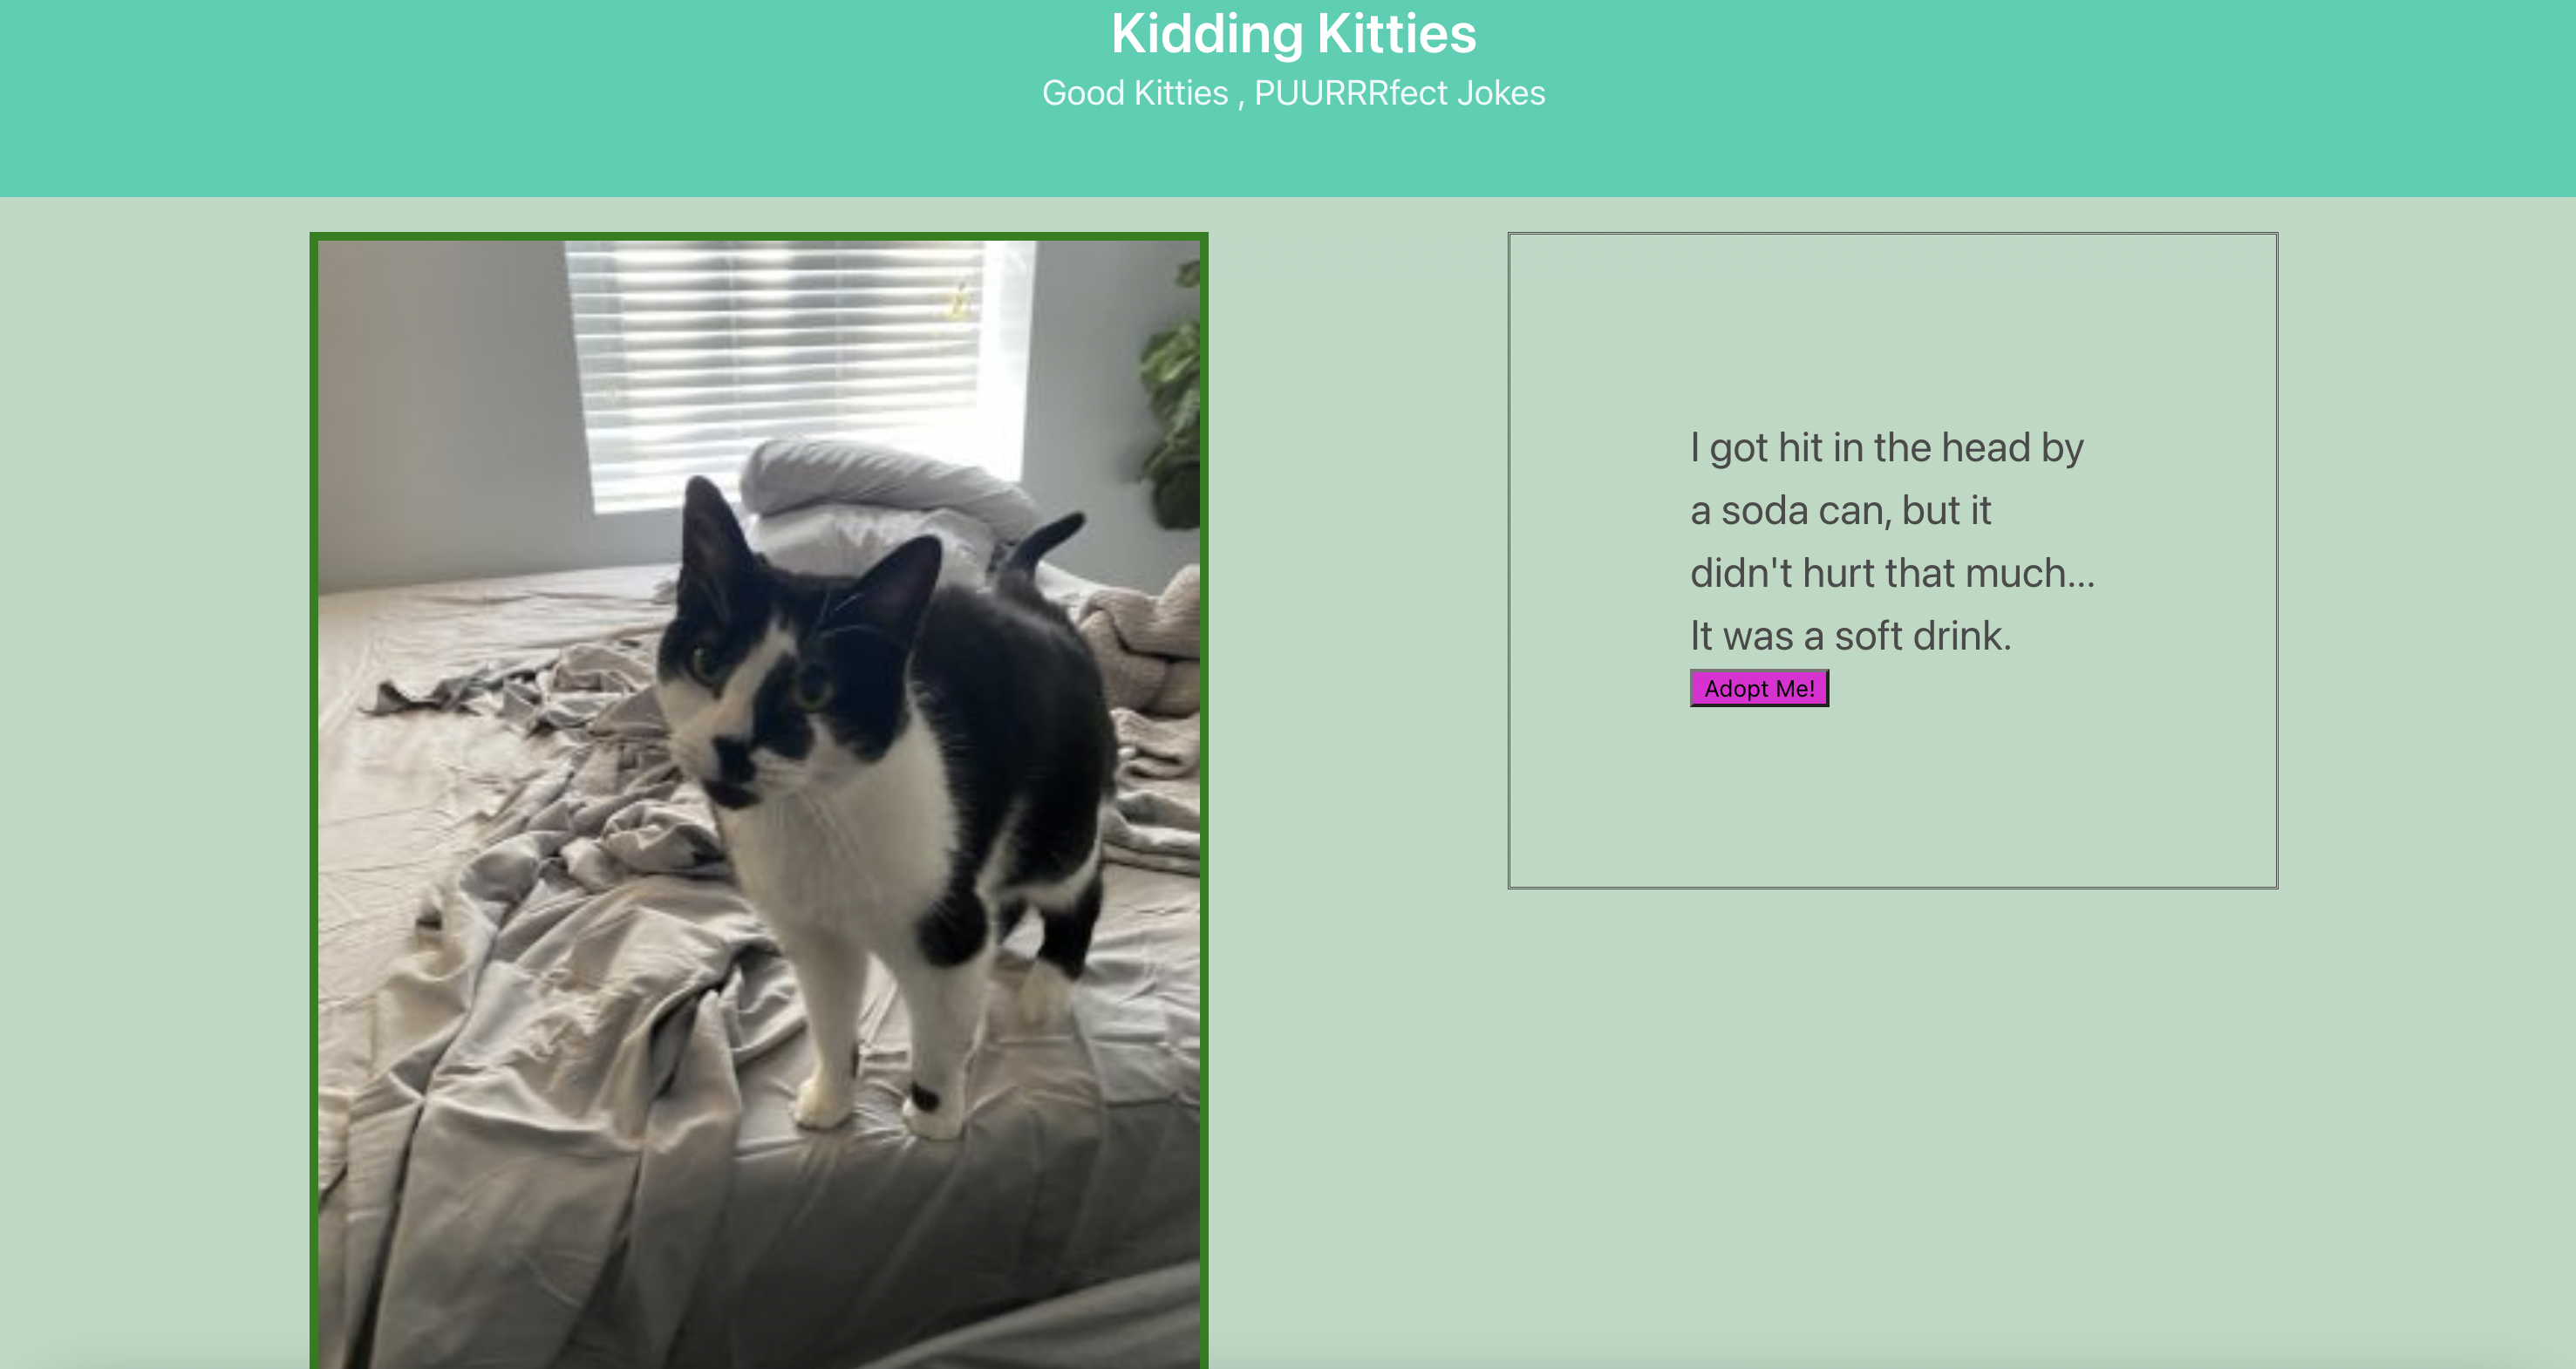 Kidding Kitties
Good Kitties , PUURRRfect Jokes
I got hit in the head by
a soda can, but it
didn't hurt that much...
It was a soft drink.
Adopt Me!